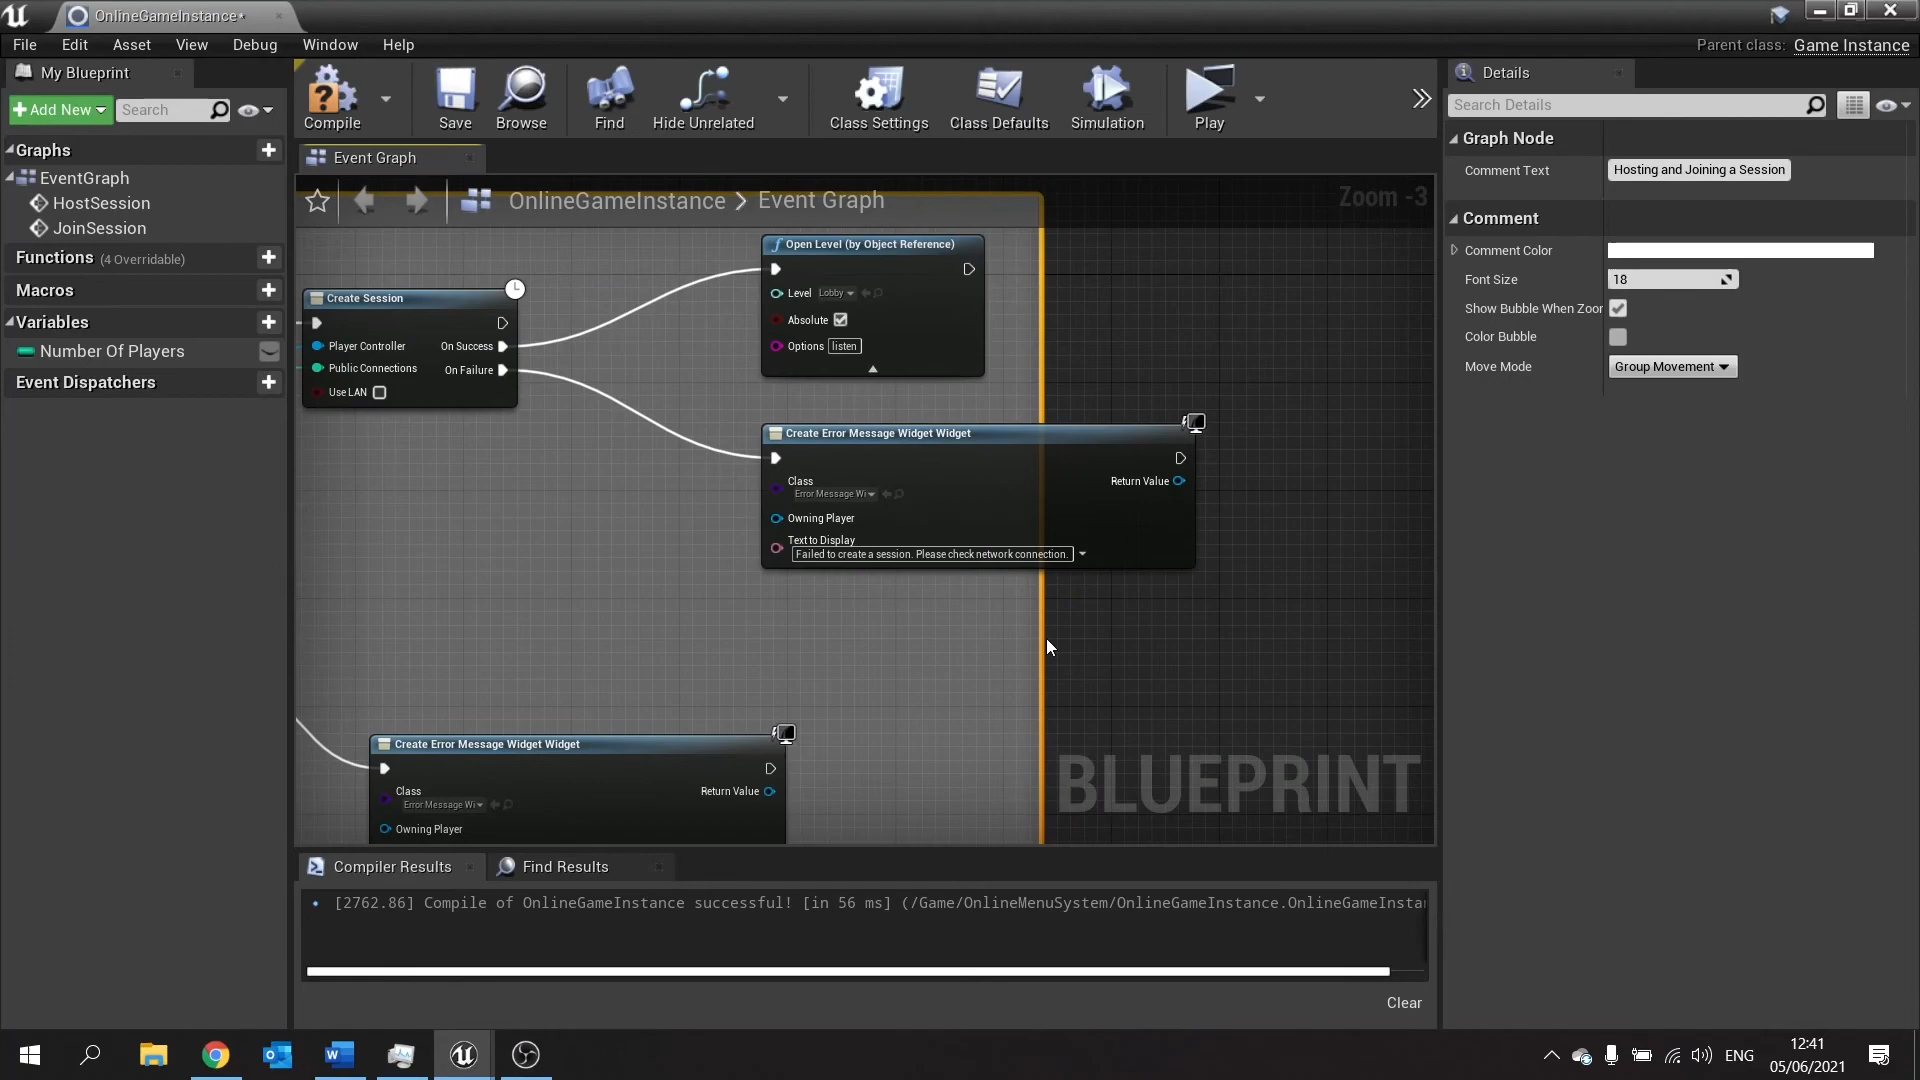 OnlineGameInstance*
File Edit Asset View Debug Window Help
Parent class: Game Instance
My Blueprint
Add New
Search
Graphs
EventGraph
HostSession
JoinSession
Functions (4 Overridable)
Macros
Variables
Number Of Players
Event Dispatchers
Compile
Save
Browse
Find
Hide Unrelated
Class Settings
Class Defaults
Simulation
Play
Event Graph
OnlineGameInstance > Event Graph
Zoom -3
Open Level (by Object Reference)
Level Lobby
Absolute
Options listen
Create Session
Player Controller On Success
Public Connections On Failure
Use LAN
Create Error Message Widget Widget
Class
Error Message Wi
Return Value
Owning Player
Text to Display
Failed to create a session. Please check network connection.
Create Error Message Widget Widget
Class
Error Message Wi
Return Value
Owning Player
BLUEPRINT
Compiler Results
Find Results
[2762.86] Compile of OnlineGameInstance successful! [in 56 ms] (/Game/OnlineMenuSystem/OnlineGameInstance.OnlineGameInstar
Clear
Details
Search Details
Graph Node
Comment Text Hosting and Joining a Session
Comment
Comment Color
Font Size 18
Show Bubble When Zoor
Color Bubble
Move Mode Group Movement
ENG
12:41
05/06/2021